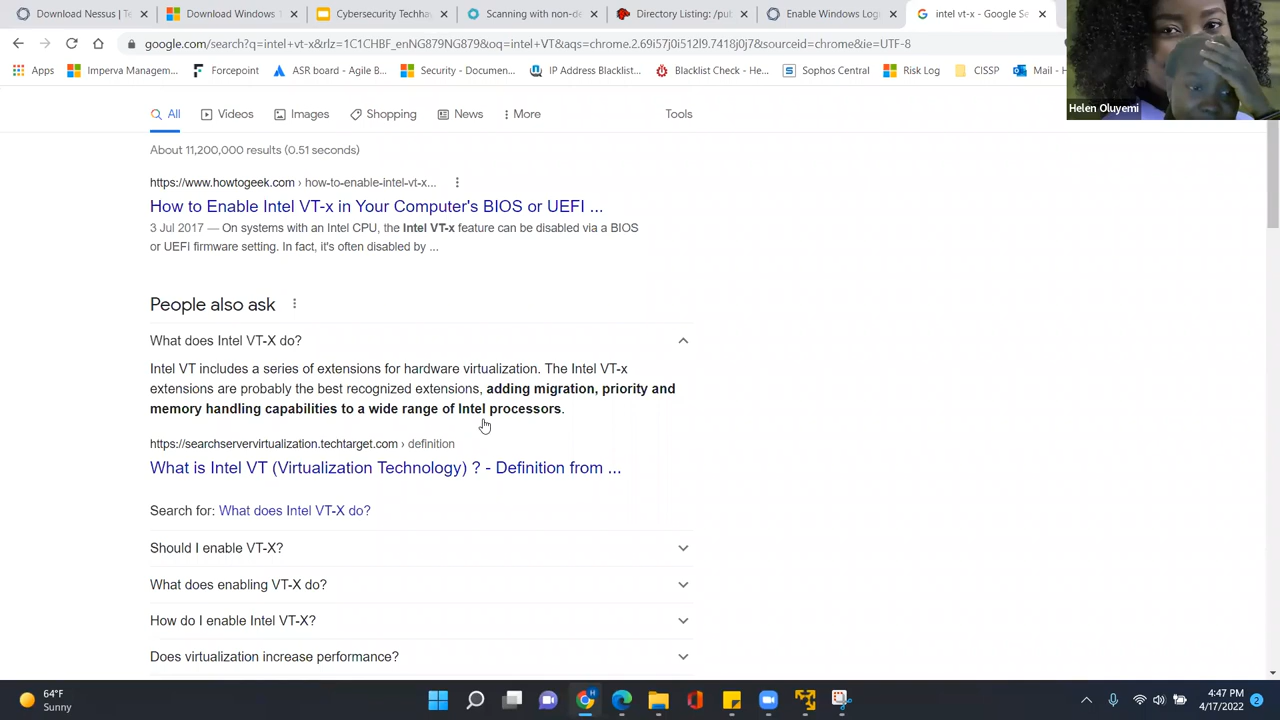 Download Nessus | Te
Download Windows
Cybersecurity Techha
Scanning with non-de
Directory Listing: /pu
Enable Wuyomi Log
intel vt-x - Google Se
google.com/search?q=intel+vt-x&rlz=1C1CHBF_enNG879NG879&oq=intel+VT&aqs=chrome.2.69i57j0i512l9.7418j0j7&sourceid=chrome&ie=UTF-8
Apps
Imperva Managem...
Forcepoint
ASR board - Agile B...
Security - Documen...
IP Address Blacklist...
Blacklist Check - He...
Sophos Central
Risk Log
CISSP
Mail - H
Helen Oluyemi
All
Videos
Images
Shopping
News
More
Tools
About 11,200,000 results (0.51 seconds)
https://www.howtogeek.com › how-to-enable-intel-vt-x...
How to Enable Intel VT-x in Your Computer's BIOS or UEFI ...
3 Jul 2017 — On systems with an Intel CPU, the Intel VT-x feature can be disabled via a BIOS
or UEFI firmware setting. In fact, it's often disabled by ...
People also ask
What does Intel VT-X do?
Intel VT includes a series of extensions for hardware virtualization. The Intel VT-x
extensions are probably the best recognized extensions, adding migration, priority and
memory handling capabilities to a wide range of Intel processors.
https://searchservervirtualization.techtarget.com › definition
What is Intel VT (Virtualization Technology) ? - Definition from ...
Search for: What does Intel VT-X do?
Should I enable VT-X?
What does enabling VT-X do?
How do I enable Intel VT-X?
Does virtualization increase performance?
64°F
Sunny
4:47 PM
4/17/2022
2